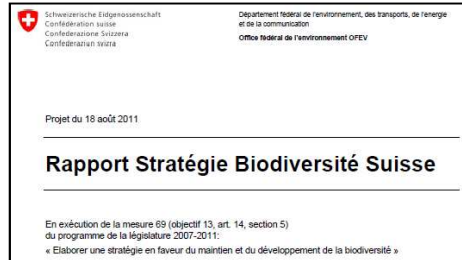 Schweizerische Eidgenossenschaft
Confédération suisse
Confederazione Svizzera
Confederaziun svizra
Département fédéral de l'environnement, des transports, de l'énergie
et de la communication
Office fédéral de l'environnement OFEV
Projet du 18 août 2011
Rapport Stratégie Biodiversité Suisse
En exécution de la mesure 69 (objectif 13, art. 14, section 5)
du programme de la législature 2007-2011:
« Elaborer une stratégie en faveur du maintien et du développement de la biodiversité »